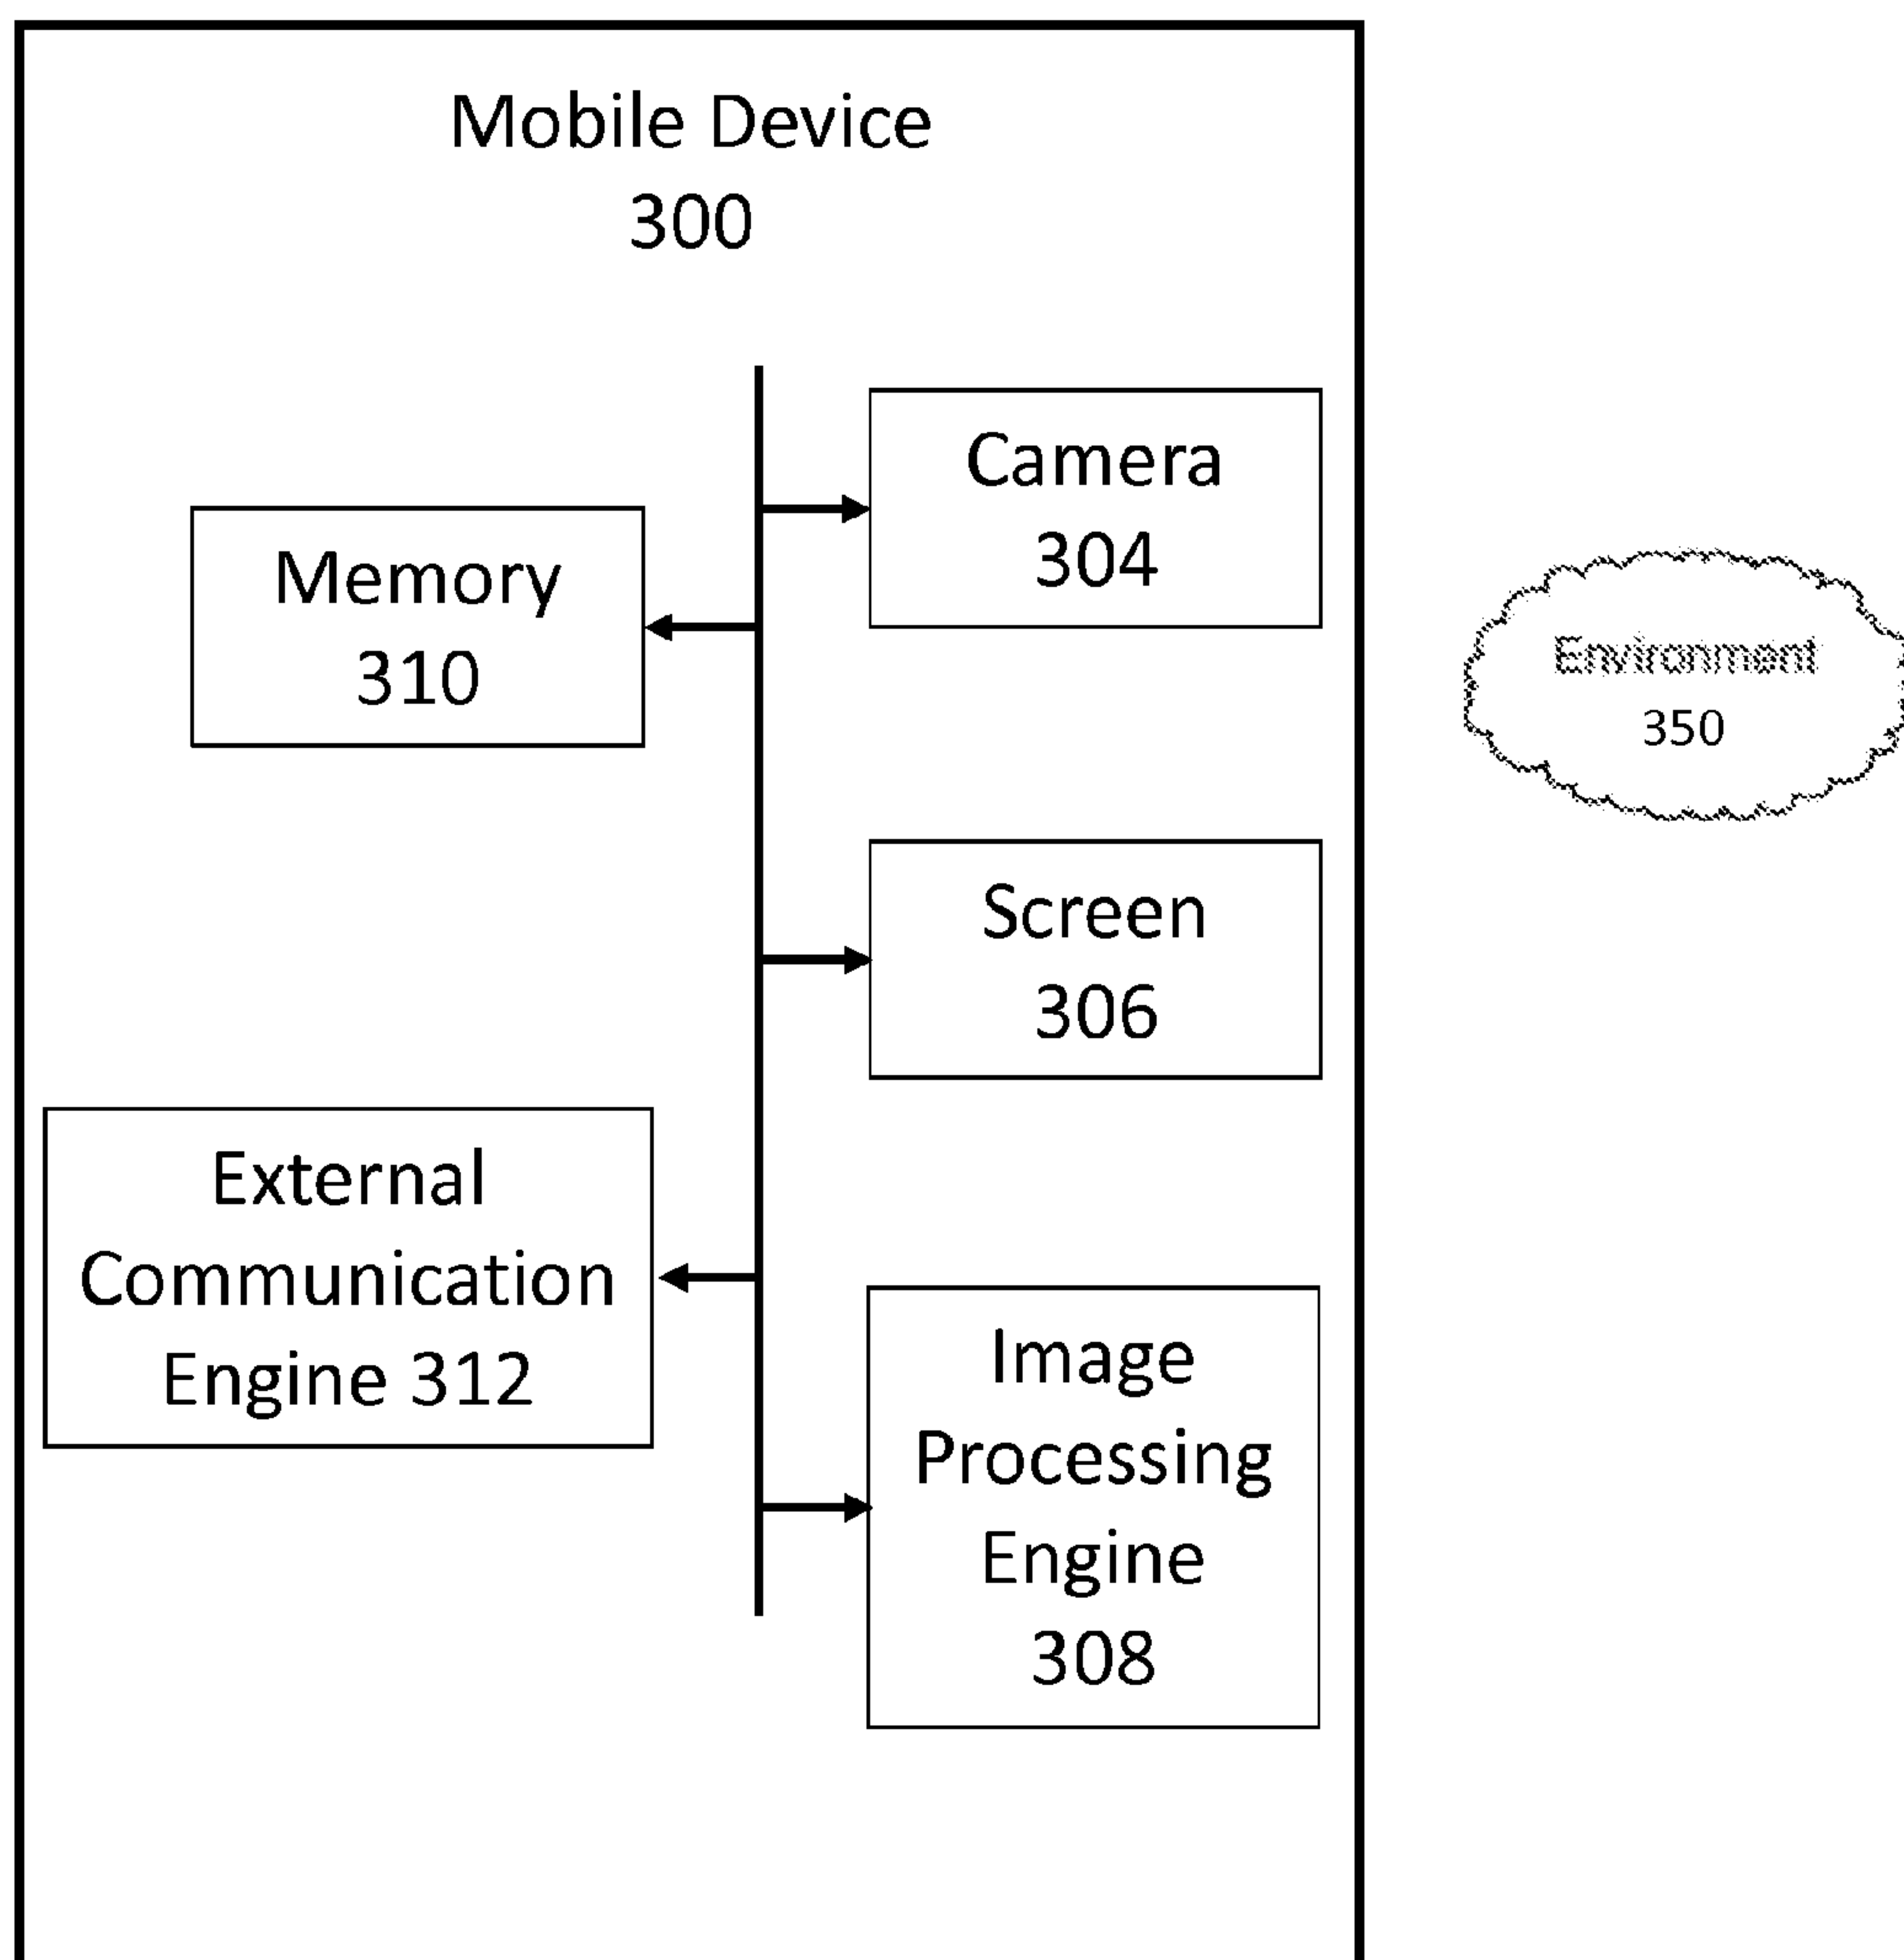 Mobile Device
300
Camera
304
Memory
310
Environment
350
Screen
306
External
Communication
Engine 312
Image
Processing
Engine
308